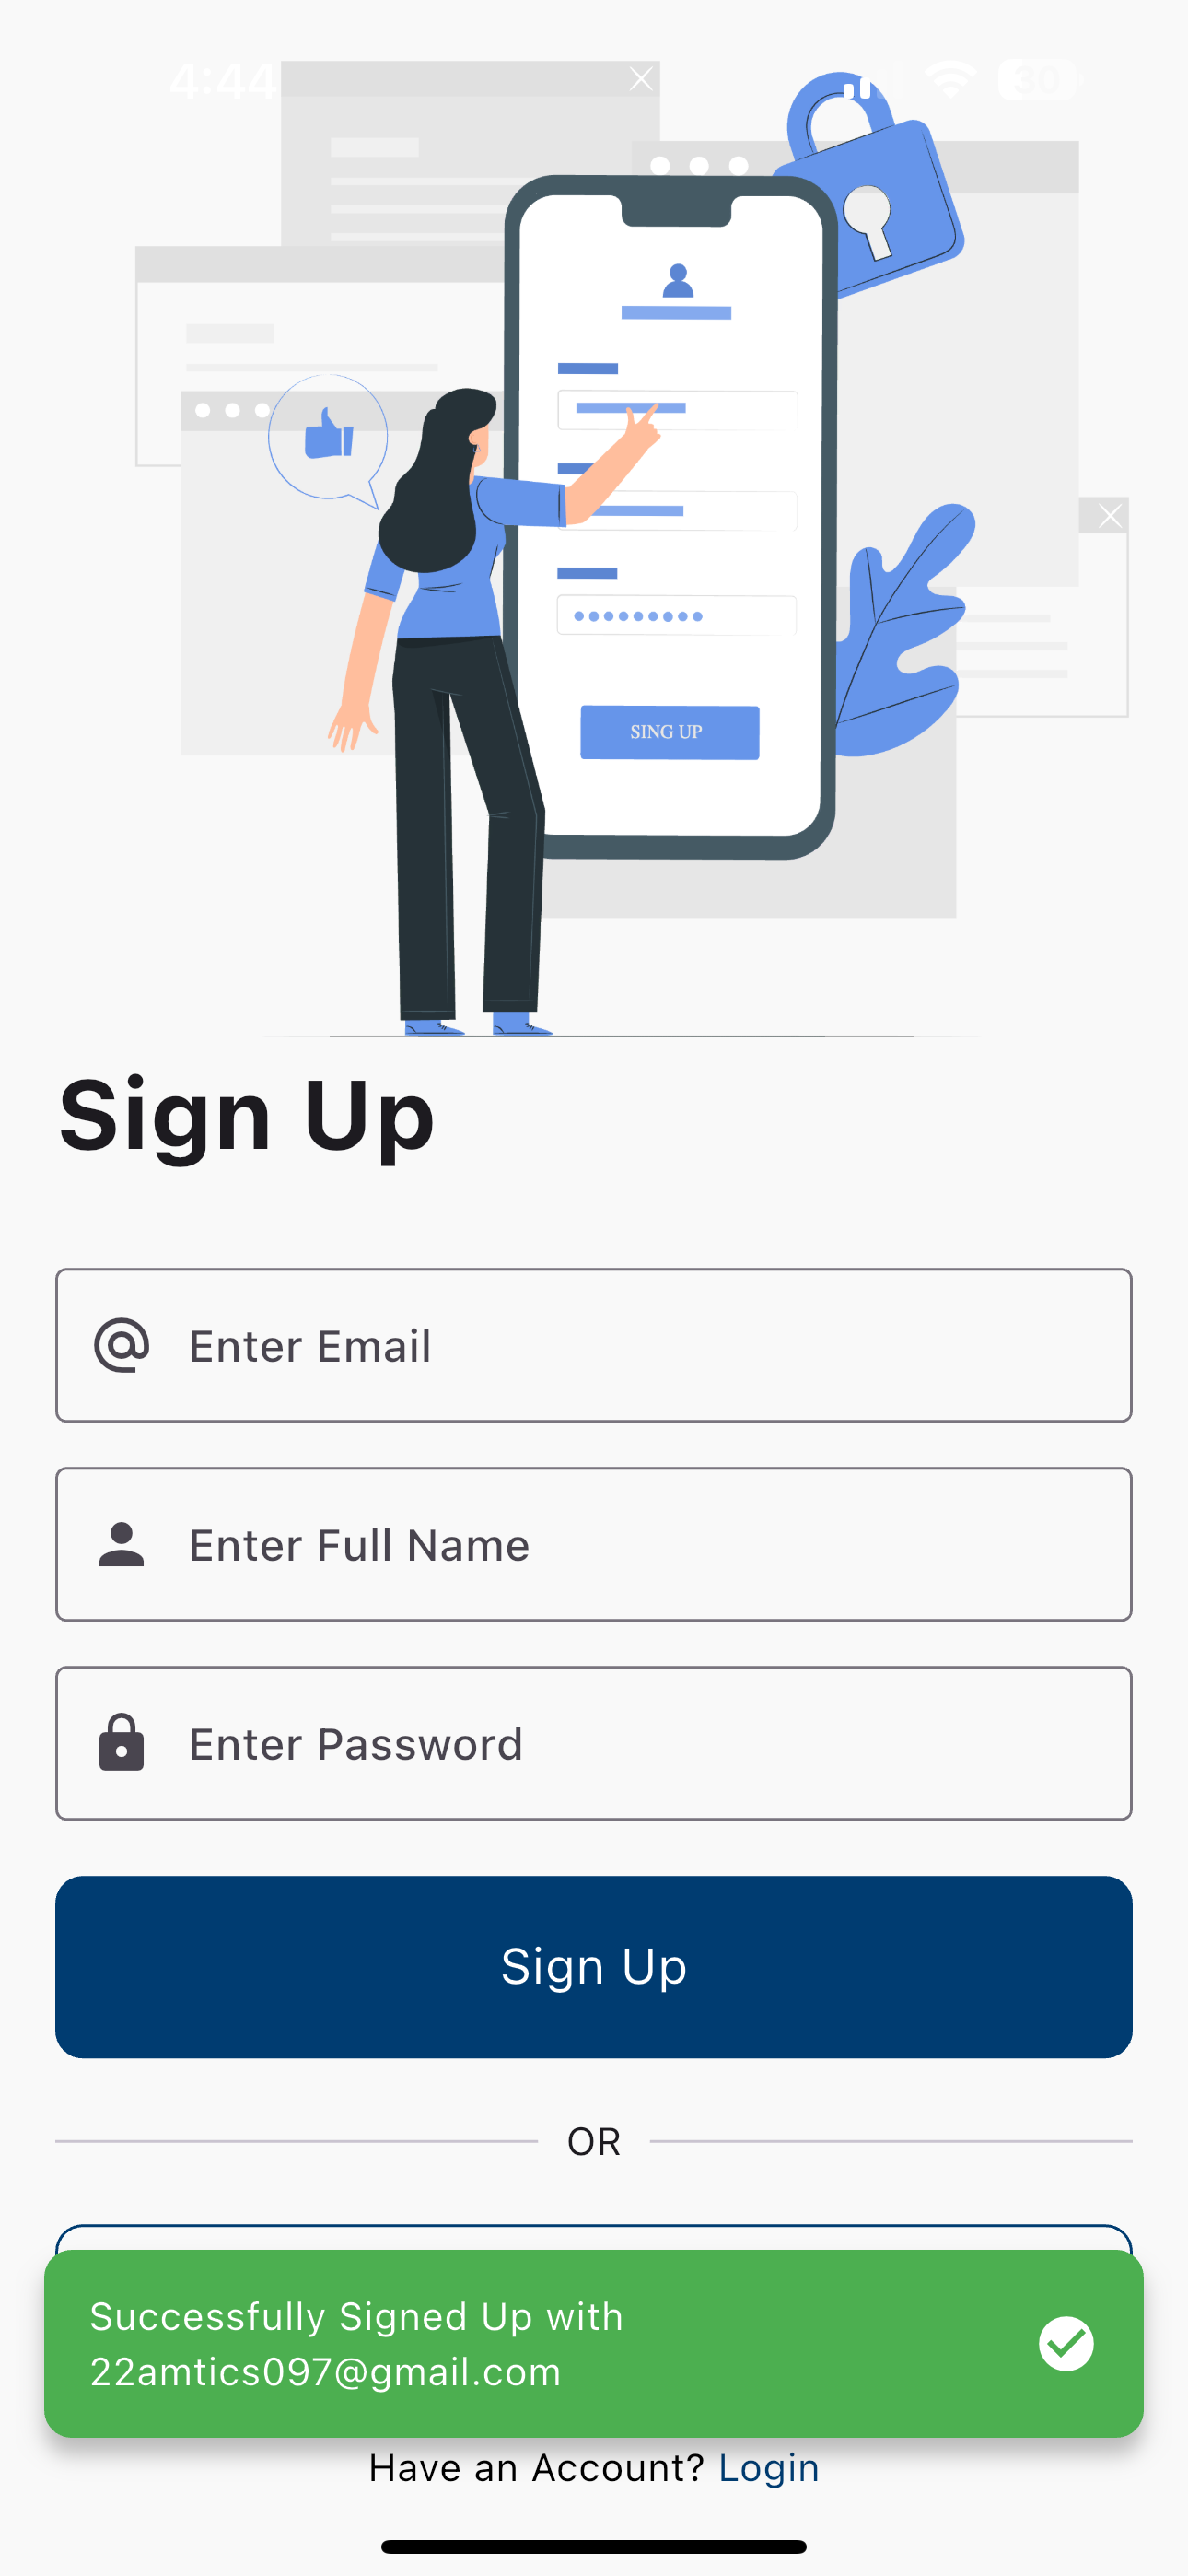 4:44
30
SING UP
Sign Up
Enter Email
Enter Full Name
Enter Password
Sign Up
OR
Successfully Signed Up with
22amtics097@gmail.com
Have an Account? Login